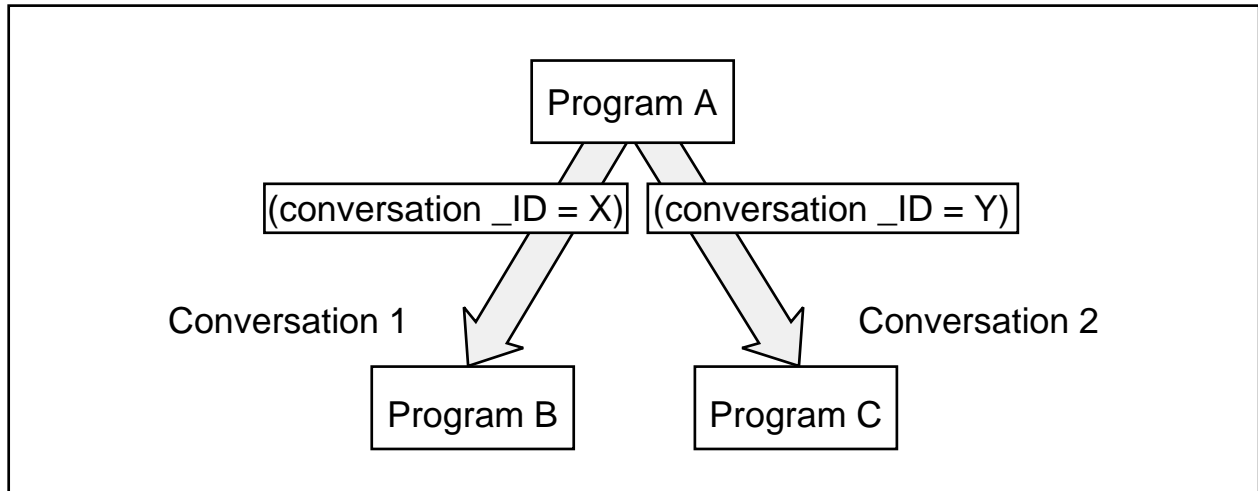 Program A
(conversation _ID = X)
(conversation _ID = Y)
Conversation 1
Conversation 2
Program B
Program C